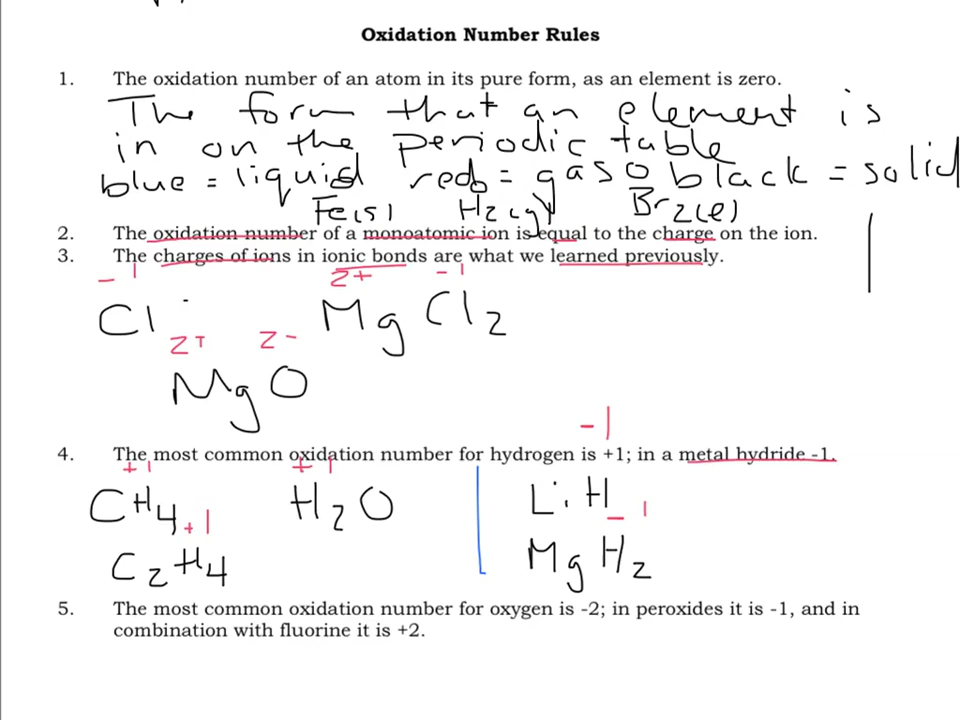 Oxidation Number Rules
1. The oxidation number of an atom in its pure form, as an element is zero.
The form that an element is
in on the periodic table
blue = liquid red = gas black = solid
Fe(s) H2(g) Br2(l)
2. The oxidation number of a monoatomic ion is equal to the charge on the ion.
3. The charges of ions in ionic bonds are what we learned previously.
-1 2+ -1
Cl MgCl2
2+ 2-
MgO
-1
4. The most common oxidation number for hydrogen is +1; in a metal hydride -1.
+1 +1
CH4 H2O LiH
+1 -1
C2H4 MgH2
5. The most common oxidation number for oxygen is -2; in peroxides it is -1, and in
combination with fluorine it is +2.